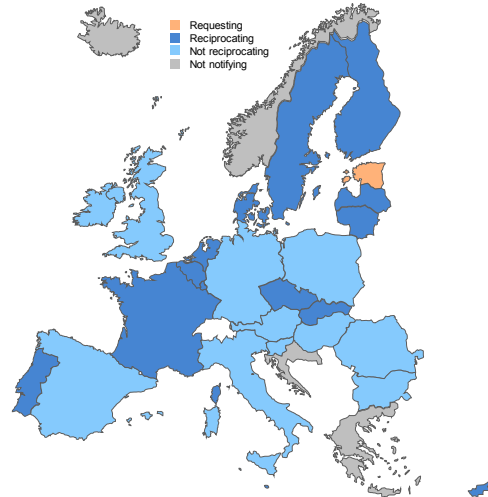 Requesting
Reciprocating
Not reciprocating
Not notifying